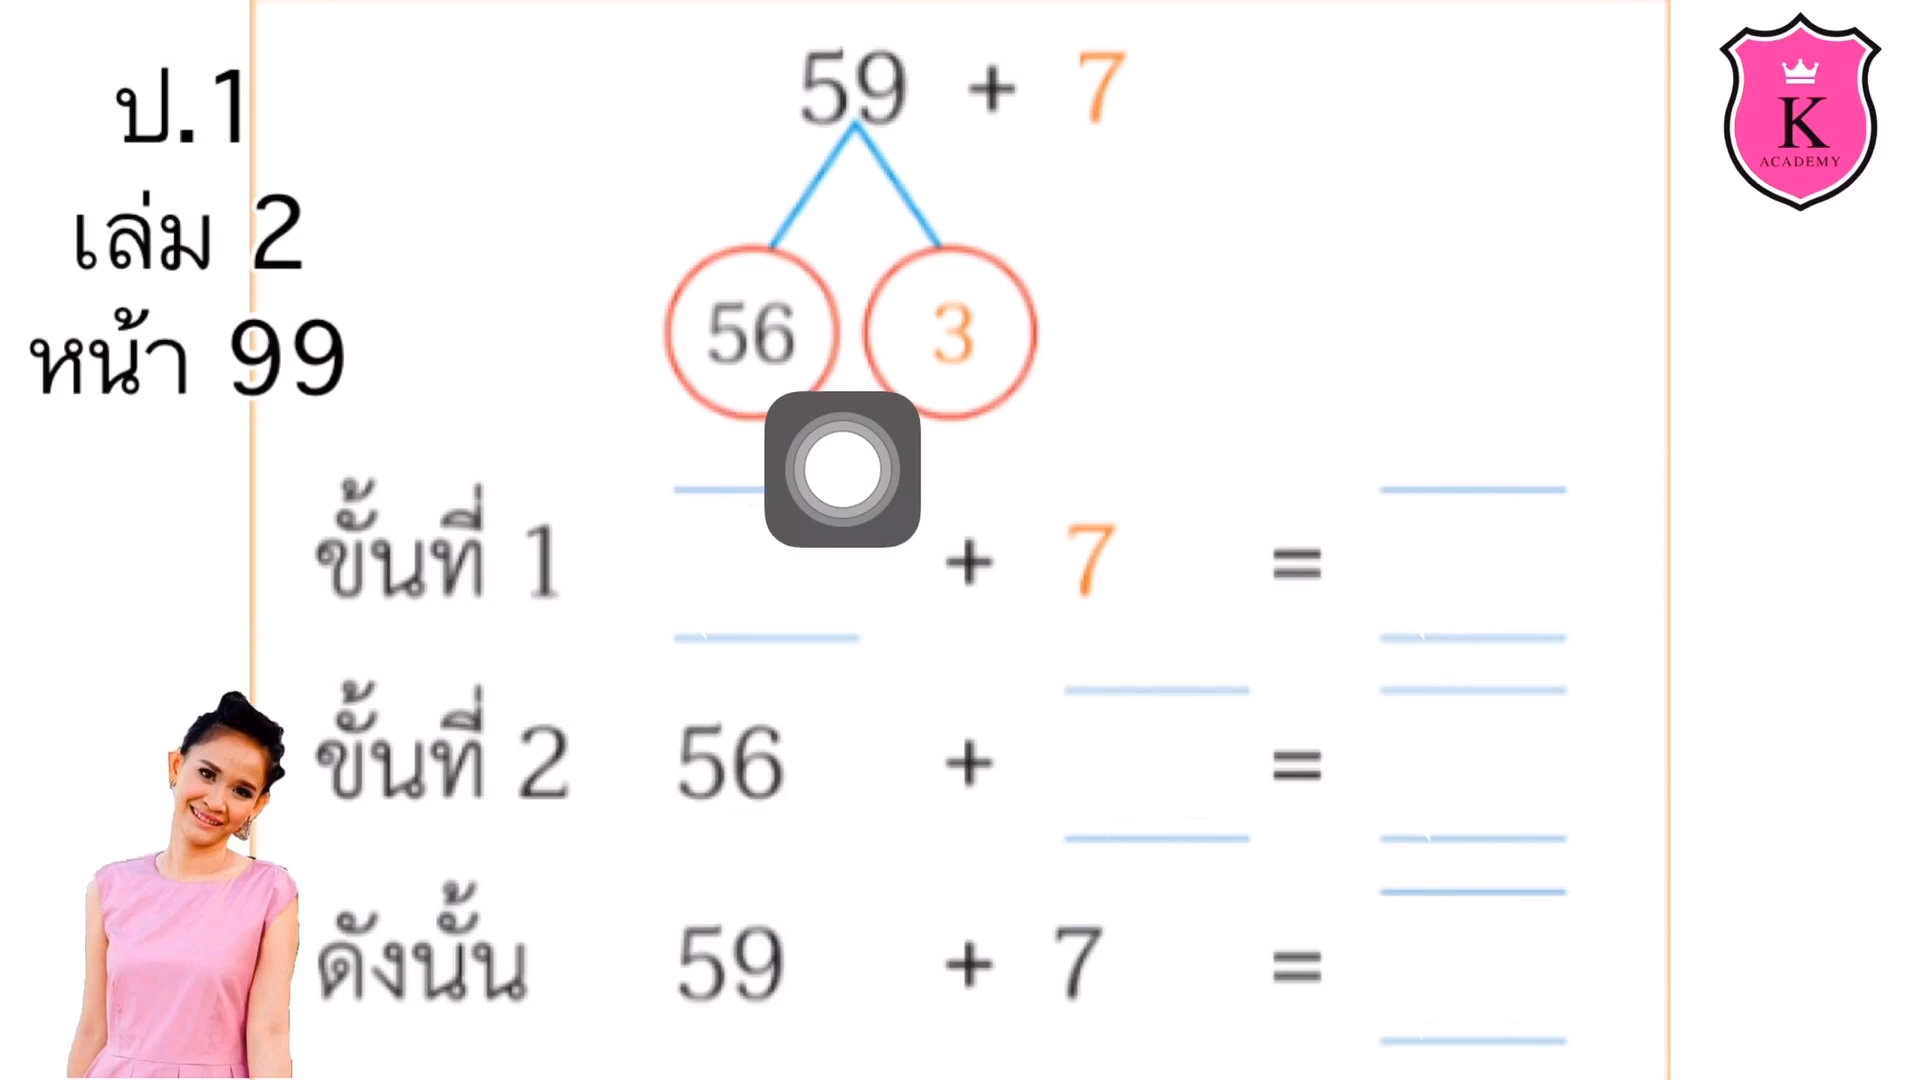 ป.1
เล่ม 2
หน้า 99
59 + 7
56 3
ขั้นที่ 1 + 7 =
ขั้นที่ 2 56 + =
ดังนั้น 59 + 7 =
K
ACADEMY